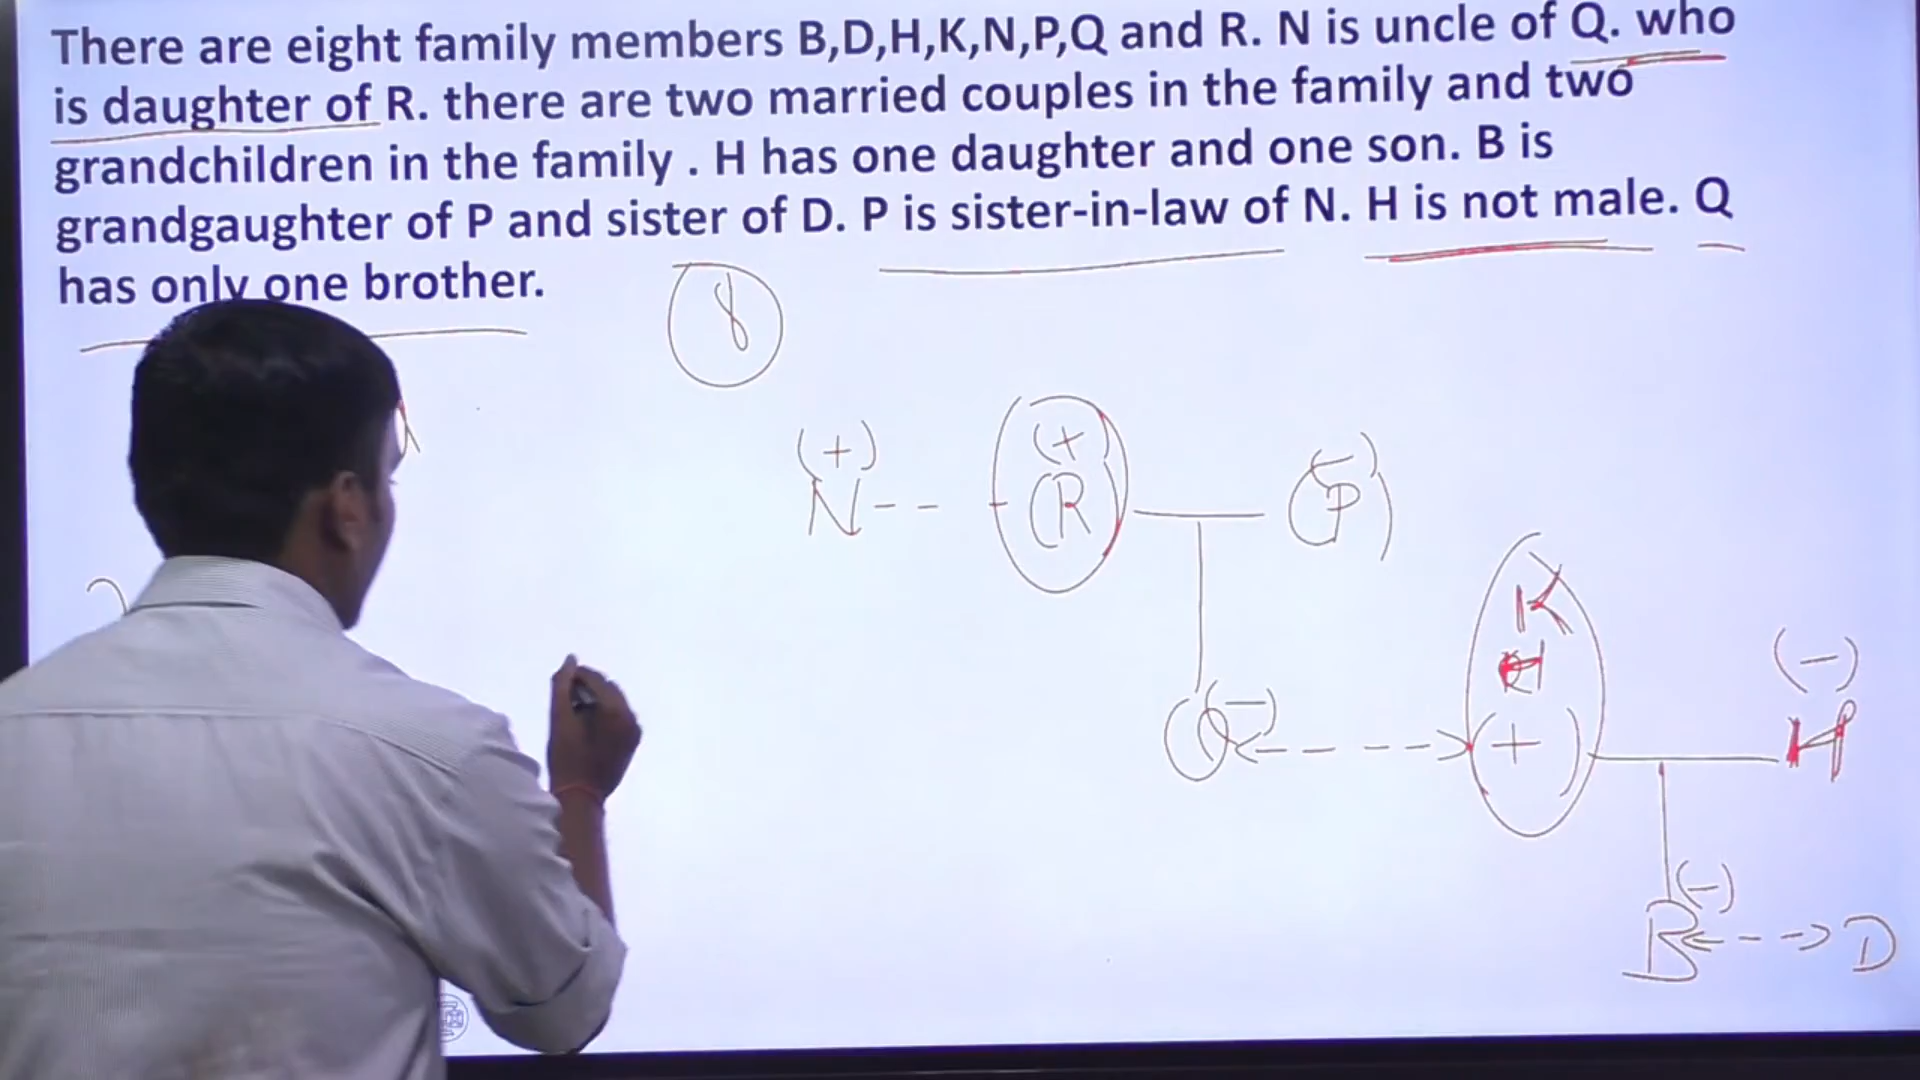 There are eight family members B,D,H,K,N,P,Q and R. N is uncle of Q. who
is daughter of R. there are two married couples in the family and two
grandchildren in the family . H has one daughter and one son. B is
grandgaughter of P and sister of D. P is sister-in-law of N. H is not male. Q
has only one brother.
8
(+) (+) (-)
N (R) (P)
K
H (-)
Q (-) (+) H
(-)
B D